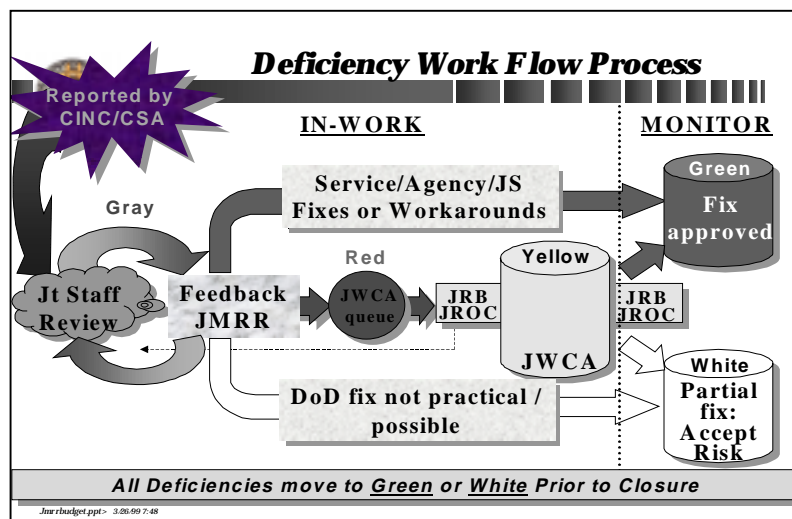 Deficiency Work Flow Process
Reported by
CINC/CSA
IN-WORK
MONITOR
Gray
Service/Agency/JS
Fixes or Workarounds
Green
Fix
approved
Jt Staff
Review
Feedback
JMRR
Red
JWCA
queue
JRB
JROC
Yellow
JWCA
JRB
JROC
DoD fix not practical /
possible
White
Partial
fix:
Accept
Risk
All Deficiencies move to Green or White Prior to Closure
Jmrrbudget.ppt> 3/26/99 7:48